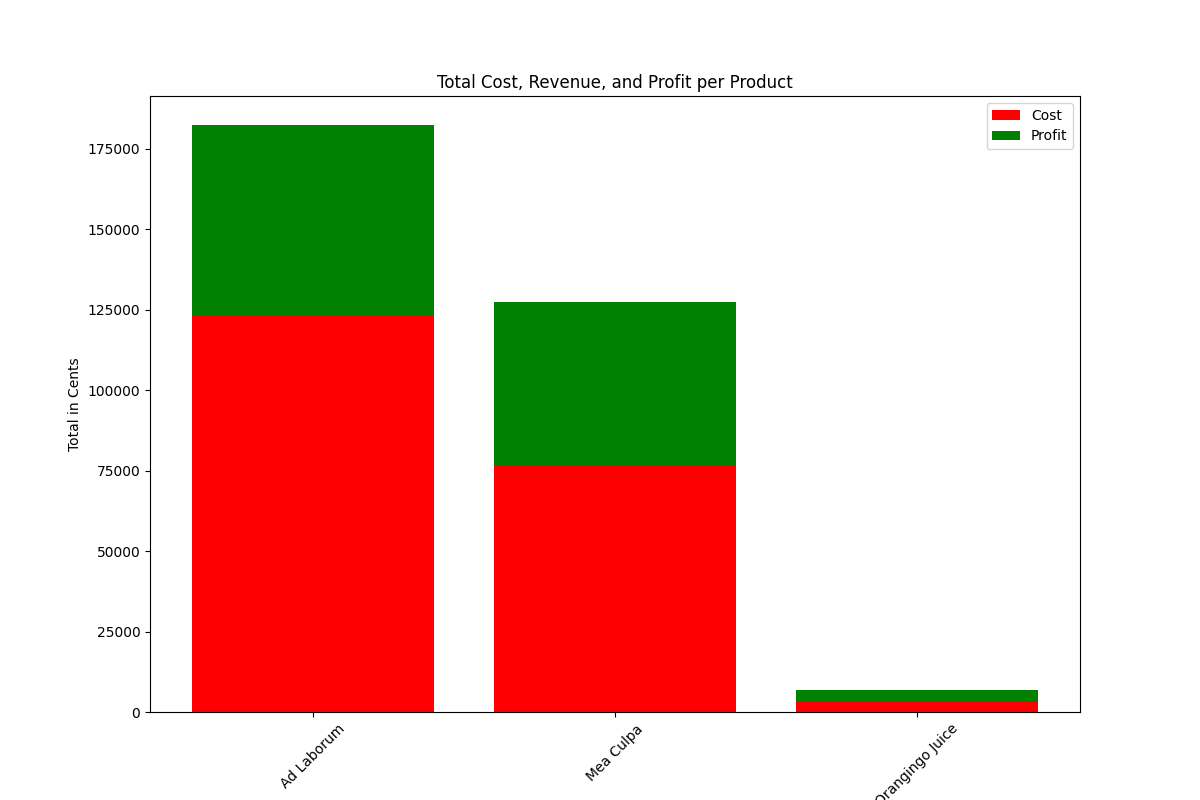 Total Cost, Revenue, and Profit per Product
Cost
Profit
Total in Cents
175000
150000
125000
100000
75000
50000
25000
0
Ad Laborum
Mea Culpa
Orangingo Juice